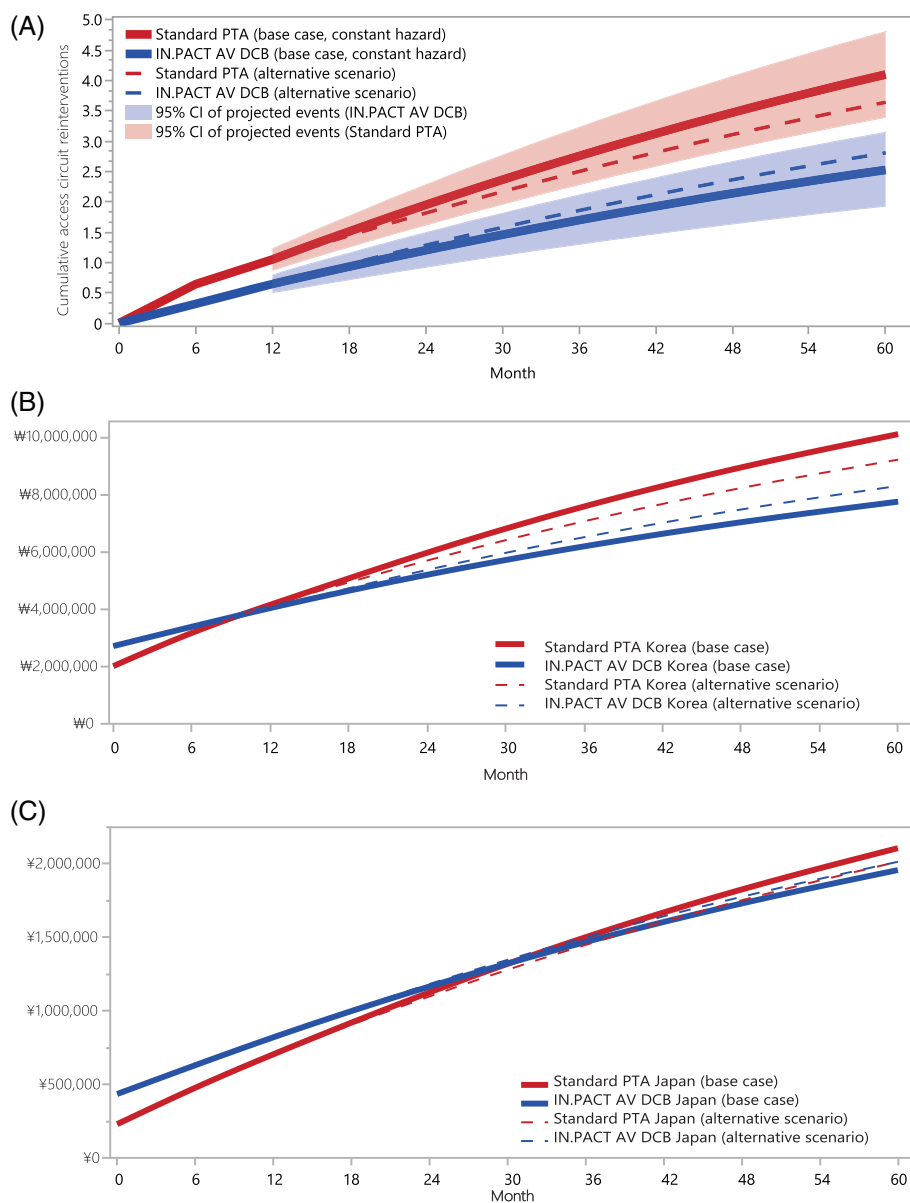 (A)
Standard PTA (base case, constant hazard)
IN.PACT AV DCB (base case, constant hazard)
Standard PTA (alternative scenario)
IN.PACT AV DCB (alternative scenario)
95% CI of projected events (IN.PACT AV DCB)
95% CI of projected events (Standard PTA)
Cumulative access circuit reinterventions
5.0
4.5
4.0
3.5
3.0
2.5
2.0
1.5
1.0
0.5
0
0 6 12 18 24 30 36 42 48 54 60
Month
(B)
₩10,000,000
₩8,000,000
₩6,000,000
₩4,000,000
₩2,000,000
₩0
Standard PTA Korea (base case)
IN.PACT AV DCB Korea (base case)
Standard PTA Korea (alternative scenario)
IN.PACT AV DCB Korea (alternative scenario)
0 6 12 18 24 30 36 42 48 54 60
Month
(C)
¥2,000,000
¥1,500,000
¥1,000,000
¥500,000
¥0
Standard PTA Japan (base case)
IN.PACT AV DCB Japan (base case)
Standard PTA Japan (alternative scenario)
IN.PACT AV DCB Japan (alternative scenario)
0 6 12 18 24 30 36 42 48 54 60
Month